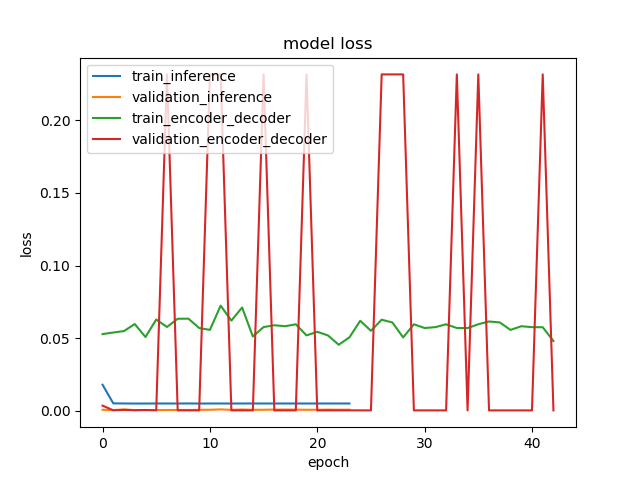 model loss
train_inference
validation_inference
train_encoder_decoder
validation_encoder_decoder
loss
0.20
0.15
0.10
0.05
0.00
0 10 20 30 40
epoch